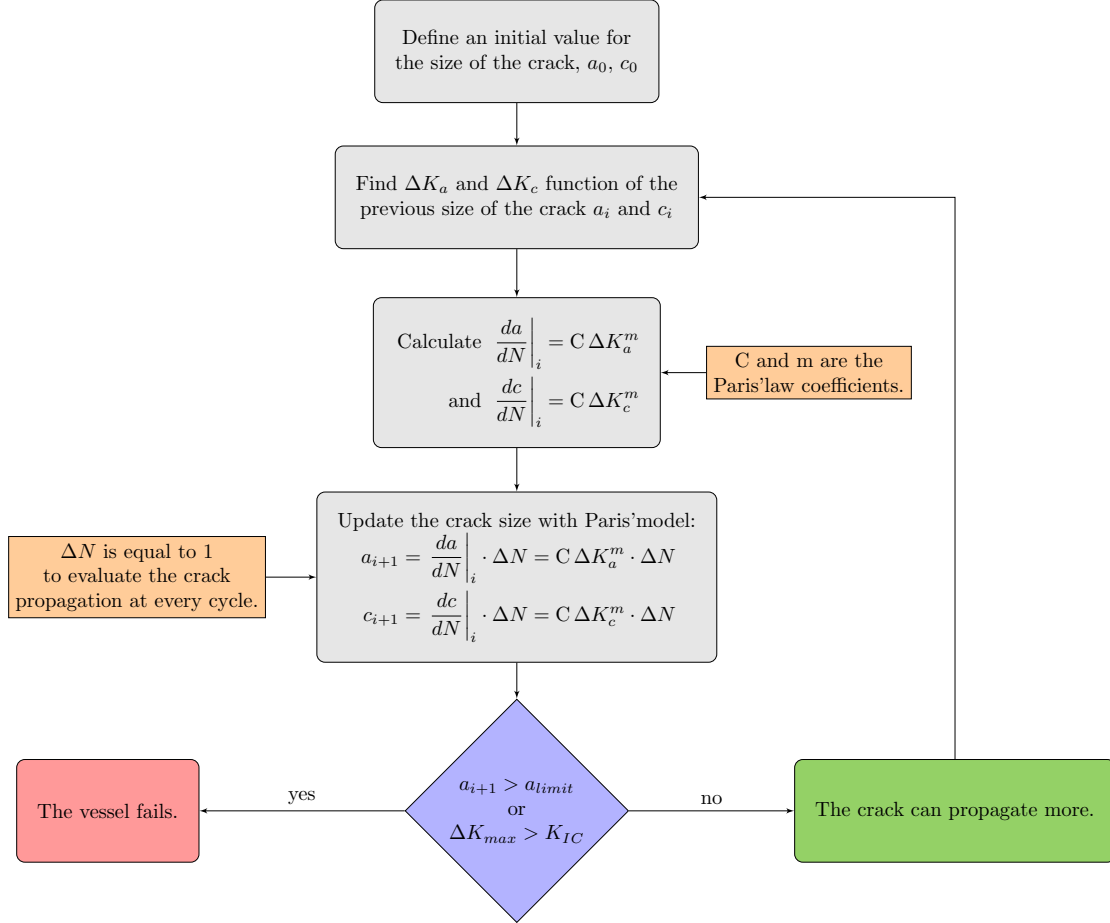 Define an initial value for
the size of the crack, a₀, c₀
Find ΔKₐ and ΔK_c function of the
previous size of the crack aᵢ and cᵢ
Calculate da/dN|ᵢ = C ΔKₐᵐ
and dc/dN|ᵢ = C ΔK_cᵐ
C and m are the
Paris'law coefficients.
Update the crack size with Paris'model:
aᵢ₊₁ = da/dN|ᵢ · ΔN = C ΔKₐᵐ · ΔN
cᵢ₊₁ = dc/dN|ᵢ · ΔN = C ΔK_cᵐ · ΔN
ΔN is equal to 1
to evaluate the crack
propagation at every cycle.
aᵢ₊₁ > a_limit
or
ΔK_max > K_IC
yes
The vessel fails.
no
The crack can propagate more.